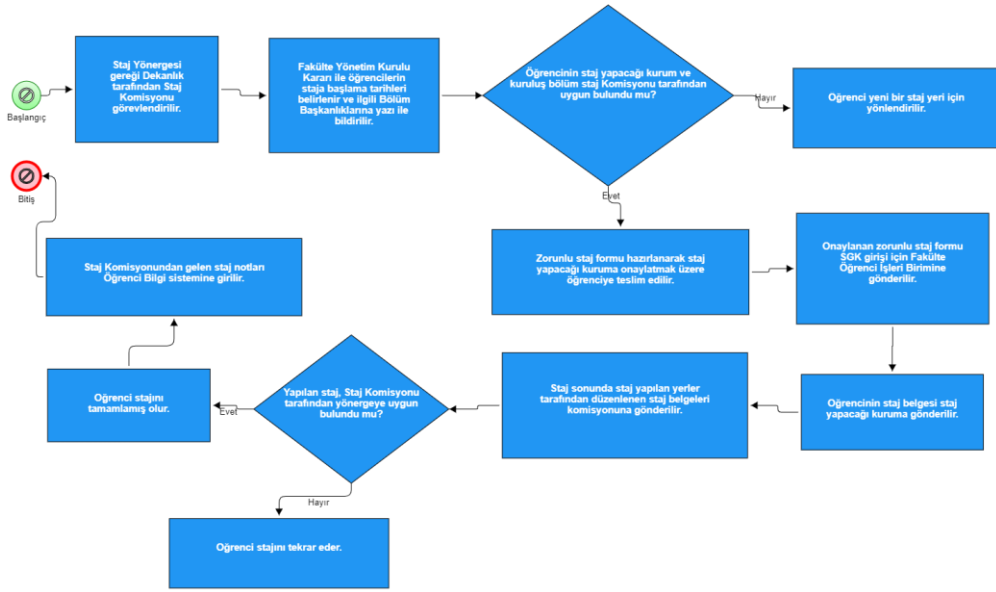 Başlangıç
Staj Yönergesi
gereği Dekanlık
tarafından Staj
Komisyonu
görevlendirilir.
Fakülte Yönetim Kurulu
Kararı ile öğrencilerin
staja başlama tarihleri
belirlenir ve ilgili Bölüm
Başkanlıklarına yazı ile
bildirilir.
Öğrencinin staj yapacağı kurum ve
kuruluş bölüm staj Komisyonu tarafından
uygun bulundu mu?
Hayır
Öğrenci yeni bir staj yeri için
yönlendirilir.
Evet
Zorunlu staj formu hazırlanarak staj
yapacağı kuruma onaylatmak üzere
öğrenciye teslim edilir.
Onaylanan zorunlu staj formu
SGK girişi için Fakülte
Öğrenci İşleri Birimine
gönderilir.
Öğrencinin staj belgesi staj
yapacağı kuruma gönderilir.
Staj sonunda staj yapılan yerler
tarafından düzenlenen staj belgeleri
komisyonuna gönderilir.
Yapılan staj, Staj Komisyonu
tarafından yönergeye uygun
bulundu mu?
Hayır
Öğrenci stajını tekrar eder.
Evet
Öğrenci stajını
tamamlamış olur.
Staj Komisyonundan gelen staj notları
Öğrenci Bilgi sistemine girilir.
Bitiş